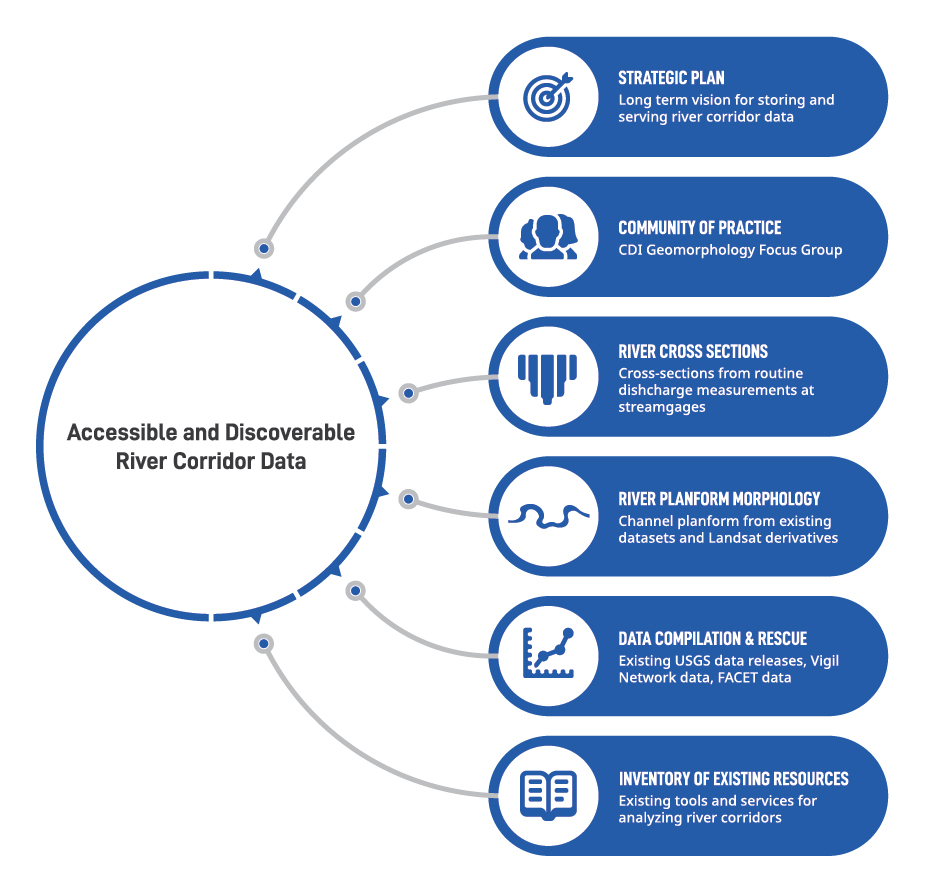 Accessible and Discoverable
River Corridor Data
STRATEGIC PLAN
Long term vision for storing and
serving river corridor data
COMMUNITY OF PRACTICE
CDI Geomorphology Focus Group
RIVER CROSS SECTIONS
Cross-sections from routine
dishcharge measurements at
streamgages
RIVER PLANFORM MORPHOLOGY
Channel planform from existing
datasets and Landsat derivatives
DATA COMPILATION & RESCUE
Existing USGS data releases, Vigil
Network data, FACET data
INVENTORY OF EXISTING RESOURCES
Existing tools and services for
analyzing river corridors